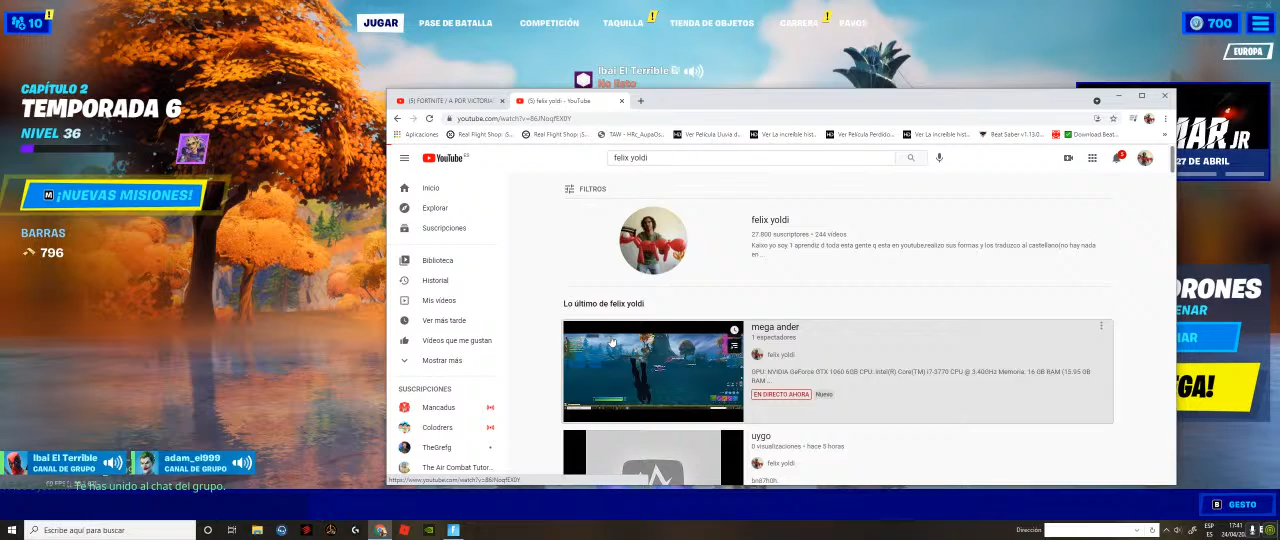 10
JUGAR
PASE DE BATALLA
COMPETICIÓN
TAQUILLA
TIENDA DE OBJETOS
CARRERA
PAVOS
700
EUROPA
Ibai El Terrible
No listo
CAPÍTULO 2
TEMPORADA 6
NIVEL 36
M ¡NUEVAS MISIONES!
BARRAS
796
(5) FORTNITE / A POR VICTORIA
(5) felix yoldi - YouTube
youtube.com/watch?v=86JNoqfEX0Y
Aplicaciones
Real Flight Shop: (S...
Real Flight Shop: (S...
TAW - HRc_AupaOs...
Ver Película Lluvia d...
Ver La increíble hist...
Ver Película Perdido...
Ver La increíble hist...
Beat Saber v1.13.0...
Download Beat...
YouTube ES
felix yoldi
5
Inicio
Explorar
Suscripciones
Biblioteca
Historial
Mis vídeos
Ver más tarde
Vídeos que me gustan
Mostrar más
SUSCRIPCIONES
Mancadus
Colodrers
TheGrefg
The Air Combat Tutor...
FILTROS
felix yoldi
27.800 suscriptores • 244 vídeos
Kaixo yo soy 1 aprendiz d toda esta gente q esta en youtube,realizo sus formas y los traduzco al castellano(no hay nada
en ...
Lo último de felix yoldi
mega ander
1 espectadores
felix yoldi
GPU: NVIDIA GeForce GTX 1060 6GB CPU: Intel(R) Core(TM) i7-3770 CPU @ 3.40GHz Memoria: 16 GB RAM (15.95 GB
RAM ...
EN DIRECTO AHORA
Nuevo
uygo
0 visualizaciones • hace 5 horas
felix yoldi
bn87h0h.
https://www.youtube.com/watch?v=86JNoqfEX0Y
MAR JR
27 DE ABRIL
DRONES
ENAR
IAR
EGA!
Ibai El Terrible
CANAL DE GRUPO
adam_el999
CANAL DE GRUPO
Te has unido al chat del grupo.
B GESTO
Escribe aquí para buscar
Dirección
ESP
ES
17:41
24/04/20